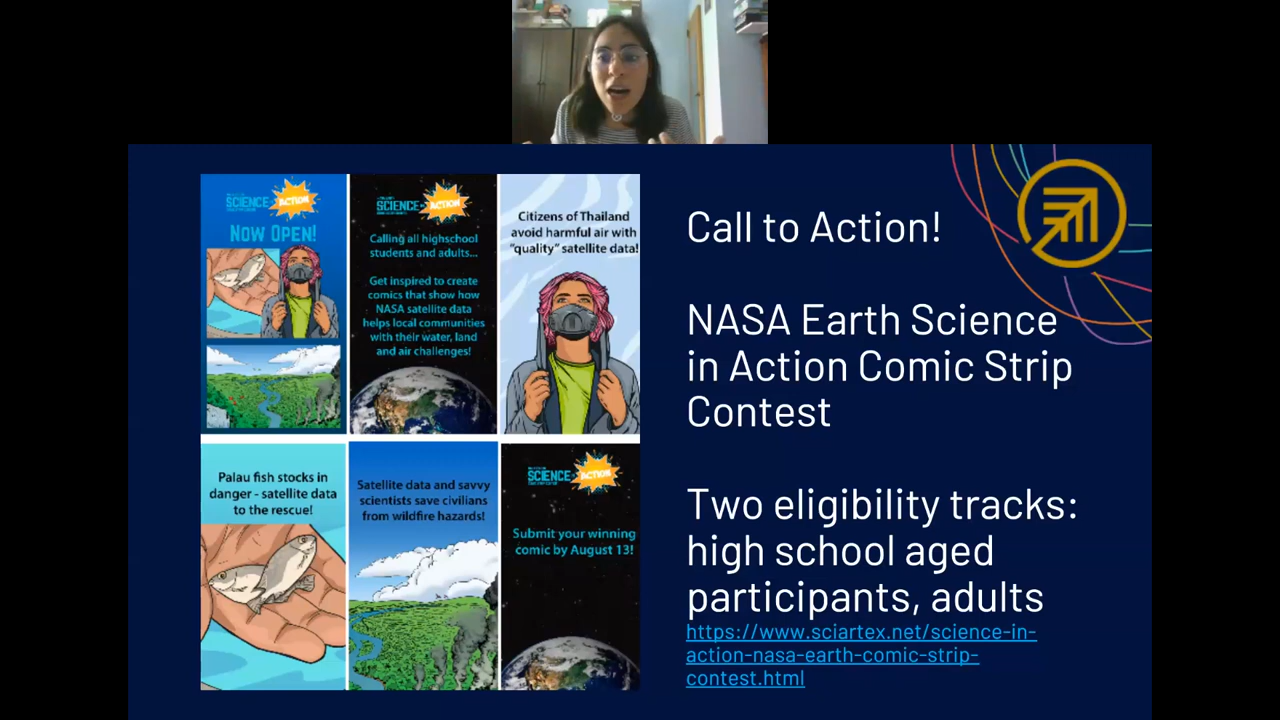 SCIENCE
ACTION
NOW OPEN!
SCIENCE
ACTION
Calling all highschool
students and adults...
Get inspired to create
comics that show how
NASA satellite data
helps local communities
with their water, land
and air challenges!
Citizens of Thailand
avoid harmful air with
"quality" satellite data!
Palau fish stocks in
danger - satellite data
to the rescue!
Satellite data and savvy
scientists save civilians
from wildfire hazards!
SCIENCE
ACTION
Submit your winning
comic by August 13!
Call to Action!
NASA Earth Science
in Action Comic Strip
Contest
Two eligibility tracks:
high school aged
participants, adults
https://www.sciartex.net/science-in-
action-nasa-earth-comic-strip-
contest.html